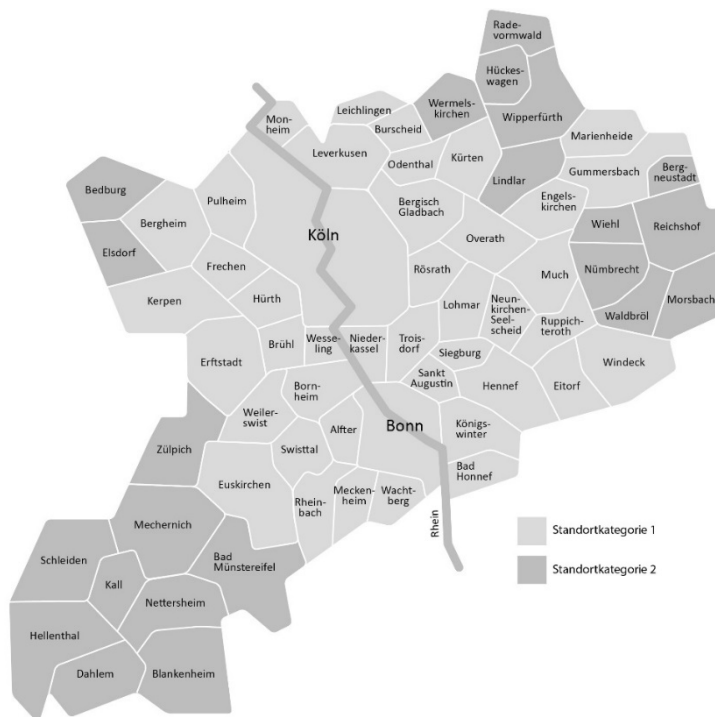 Rade-
vormwald
Hückes-
wagen
Wermels-
kirchen
Wipperfürth
Leichlingen
Mon-
heim
Burscheid
Marienheide
Leverkusen
Odenthal
Kürten
Gummersbach
Berg-
neustadt
Lindlar
Bedburg
Pulheim
Bergisch
Gladbach
Engels-
kirchen
Bergheim
Wiehl
Reichshof
Köln
Overath
Elsdorf
Frechen
Rösrath
Much
Nümbrecht
Kerpen
Hürth
Lohmar
Neun-
kirchen-
Seel-
scheid
Morsbach
Ruppich-
teroth
Waldbröl
Brühl
Wesse-
ling
Nieder-
kassel
Trois-
dorf
Siegburg
Erftstadt
Windeck
Sankt
Augustin
Hennef
Eitorf
Born-
heim
Weiler-
swist
Alfter
Bonn
Königs-
winter
Zülpich
Swisttal
Bad
Honnef
Euskirchen
Rhein-
bach
Mecken-
heim
Wacht-
berg
Mechernich
Rhein
Standortkategorie 1
Schleiden
Bad
Münstereifel
Standortkategorie 2
Kall
Nettersheim
Hellenthal
Dahlem
Blankenheim